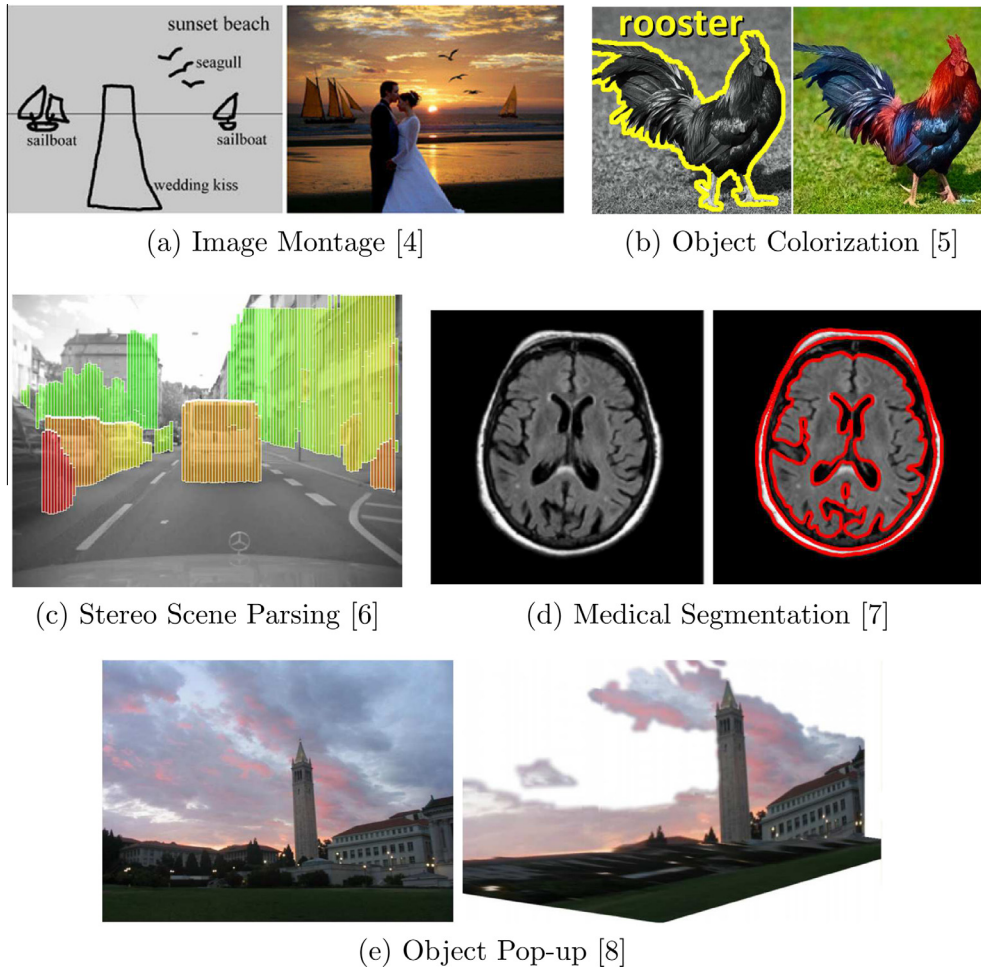 sunset beach
seagull
sailboat
sailboat
wedding kiss
rooster
(a) Image Montage [4]
(b) Object Colorization [5]
(c) Stereo Scene Parsing [6]
(d) Medical Segmentation [7]
(e) Object Pop-up [8]